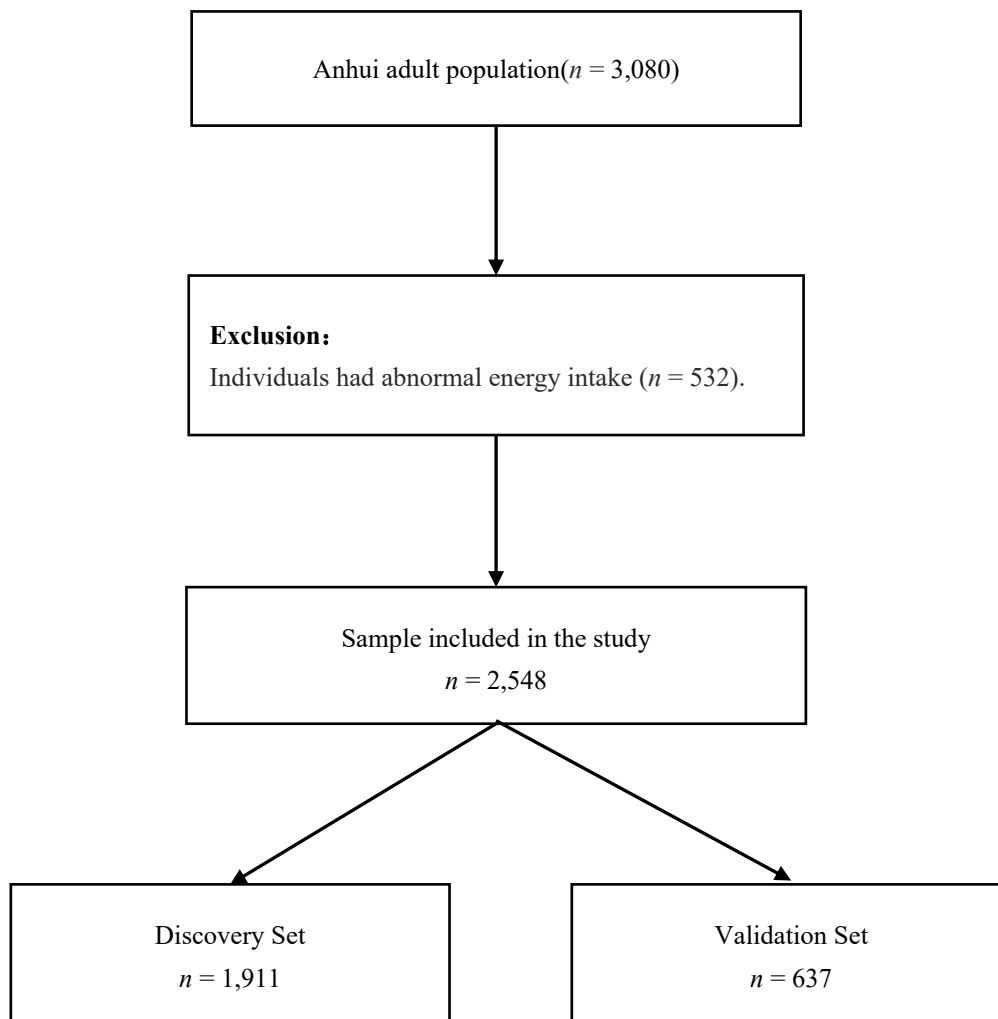 Anhui adult population(n = 3,080)
Exclusion：
Individuals had abnormal energy intake (n = 532).
Sample included in the study
n = 2,548
Discovery Set
n = 1,911
Validation Set
n = 637